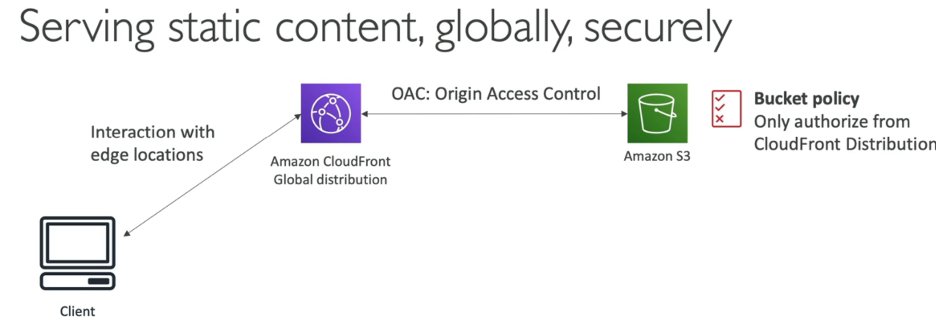 Serving static content, globally, securely
OAC: Origin Access Control
Bucket policy
Only authorize from
CloudFront Distribution
Interaction with
edge locations
Amazon CloudFront
Global distribution
Amazon S3
Client